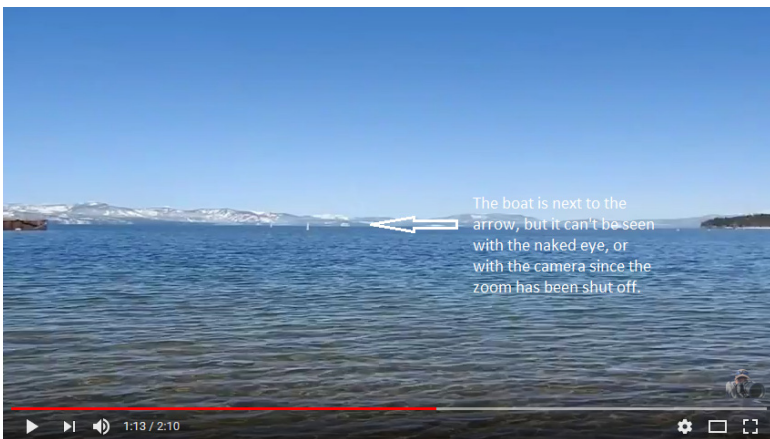 The boat is next to the
arrow, but it can't be seen
with the naked eye, or
with the camera since the
zoom has been shut off.
1:13 / 2:10